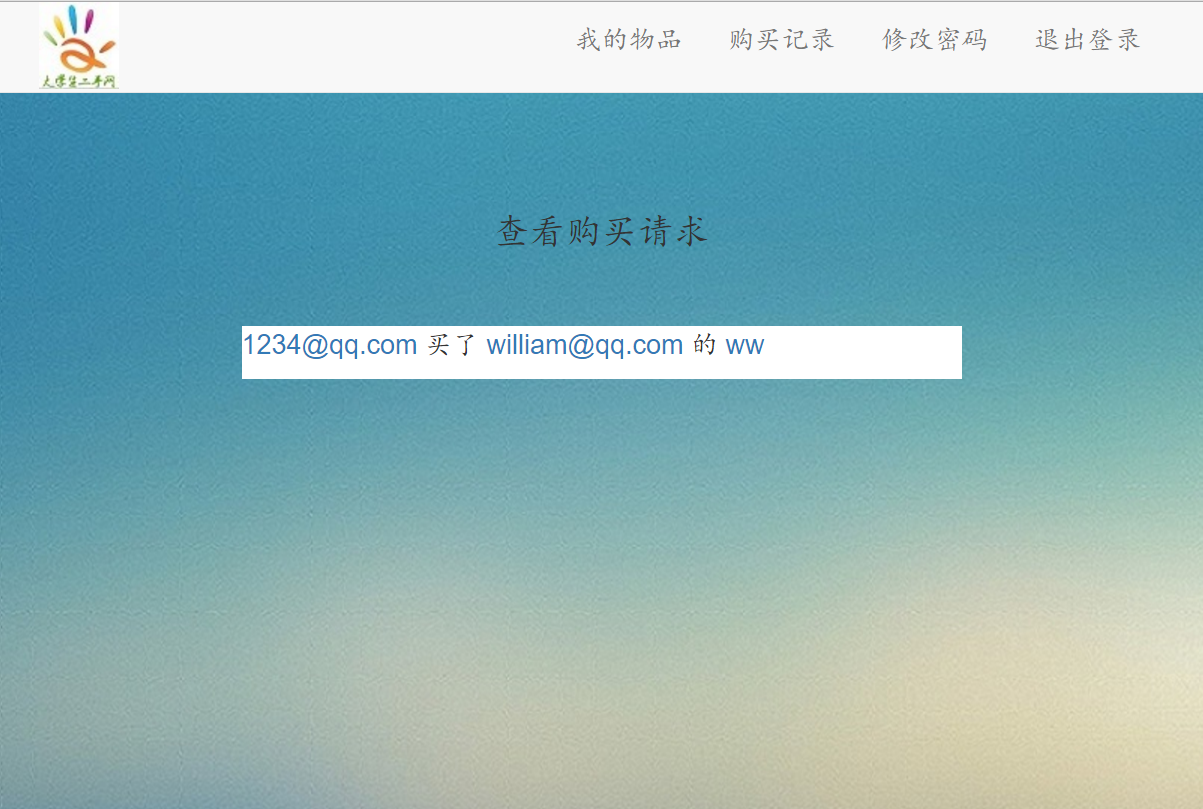 大学生二手网
我的物品 购买记录 修改密码 退出登录
查看购买请求
1234@qq.com 买了 william@qq.com 的 ww